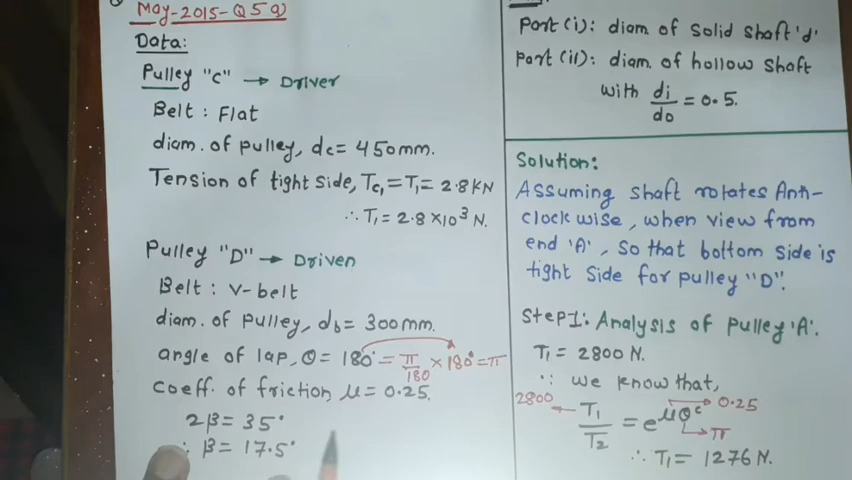 May-2015-Q5a)
Data:
Pulley "C" → Driver
Belt : Flat
diam. of pulley, dc = 450mm.
Tension of tight side, Tc₁ = T₁ = 2.8 KN
∴ T₁ = 2.8 × 10³ N.
Pulley "D" → Driven
Belt : V-belt
diam. of pulley, dD = 300mm.
angle of lap, θ = 180° = π/180 × 180° = π
coeff. of friction, μ = 0.25.
2β = 35°
∴ β = 17.5°
Part(i): diam. of solid shaft 'd'
Part(ii): diam. of hollow shaft
with di/do = 0.5.
Solution:
Assuming shaft rotates Anti-
clockwise, when view from
end 'A', so that bottom side is
tight side for pulley "D".
Step1: Analysis of pulley 'A'.
T₁ = 2800 N.
∵ we know that,
2800 ← T₁/T₂ = e^μθᶜ → 0.25
→ π
∴ T₁ = 1276 N.